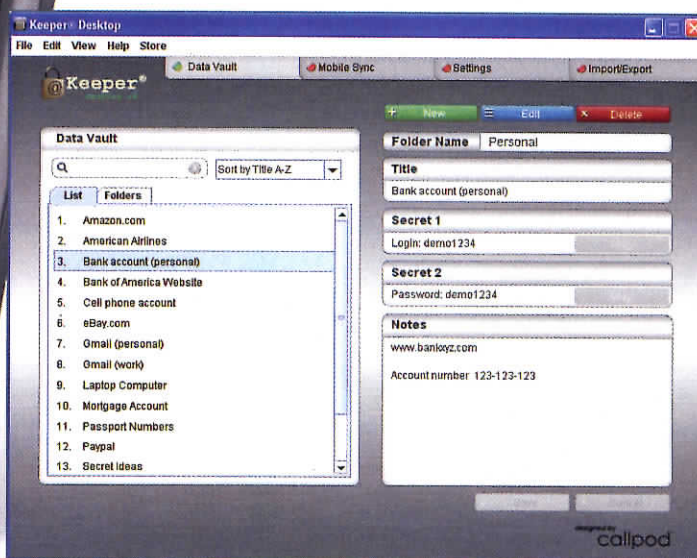 Keeper® Desktop
File Edit View Help Store
Keeper®
Data Vault
Mobile Sync
Settings
Import/Export
New
Edit
Delete
Data Vault
Sort by Title A-Z
List Folders
1. Amazon.com
2. American Airlines
3. Bank account (personal)
4. Bank of America Website
5. Cell phone account
6. eBay.com
7. Gmail (personal)
8. Gmail (work)
9. Laptop Computer
10. Mortgage Account
11. Passport Numbers
12. Paypal
13. Secret Ideas
Folder Name Personal
Title
Bank account (personal)
Secret 1
Login: demo1234
Secret 2
Password: demo1234
Notes
www.bankxyz.com
Account number 123-123-123
designed by
callpod